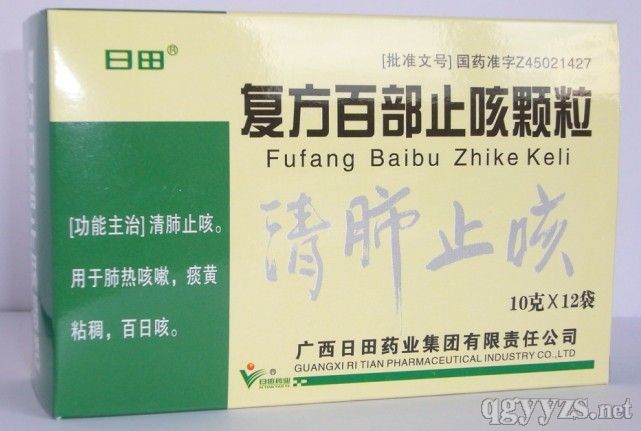 日田®
[批准文号]国药准字Z45021427
复方百部止咳颗粒
Fufang Baibu Zhike Keli
清肺止咳
[功能主治]清肺止咳。
用于肺热咳嗽，痰黄
粘稠，百日咳。
10克×12袋
广西日田药业集团有限责任公司
GUANGXI RI TIAN PHARMACEUTICAL INDUSTRY CO.,LTD
日田药业®
qgyyzs.net